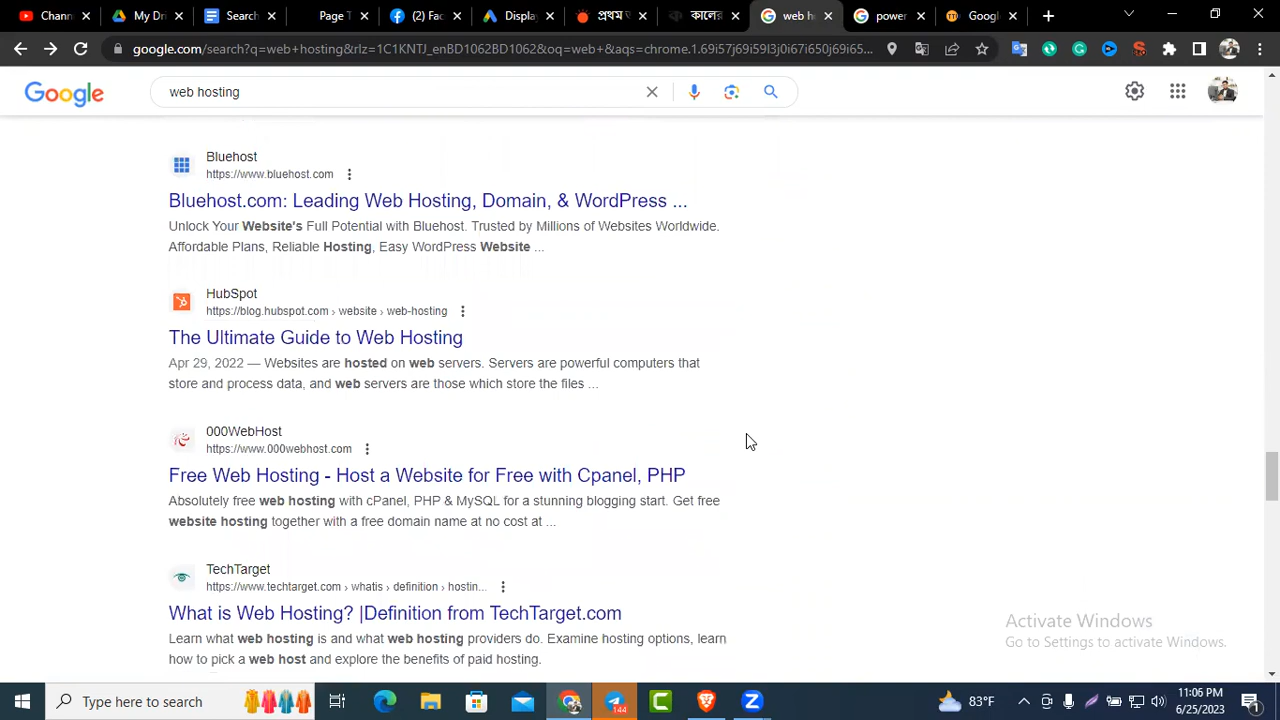 Chann
My Dri
Search
Page T
(2) Fac
Display
প্রথম
কালের
web h
power
Googl
google.com/search?q=web+hosting&rlz=1C1KNTJ_enBD1062BD1062&oq=web+&aqs=chrome.1.69i57j69i59l3j0i67i650j69i65...
Google
web hosting
Bluehost
https://www.bluehost.com
Bluehost.com: Leading Web Hosting, Domain, & WordPress ...
Unlock Your Website's Full Potential with Bluehost. Trusted by Millions of Websites Worldwide.
Affordable Plans, Reliable Hosting, Easy WordPress Website ...
HubSpot
https://blog.hubspot.com › website › web-hosting
The Ultimate Guide to Web Hosting
Apr 29, 2022 — Websites are hosted on web servers. Servers are powerful computers that
store and process data, and web servers are those which store the files ...
000WebHost
https://www.000webhost.com
Free Web Hosting - Host a Website for Free with Cpanel, PHP
Absolutely free web hosting with cPanel, PHP & MySQL for a stunning blogging start. Get free
website hosting together with a free domain name at no cost at ...
TechTarget
https://www.techtarget.com › whatis › definition › hostin...
What is Web Hosting? |Definition from TechTarget.com
Learn what web hosting is and what web hosting providers do. Examine hosting options, learn
how to pick a web host and explore the benefits of paid hosting.
Activate Windows
Go to Settings to activate Windows.
Type here to search
144
83°F
11:06 PM
6/25/2023
1